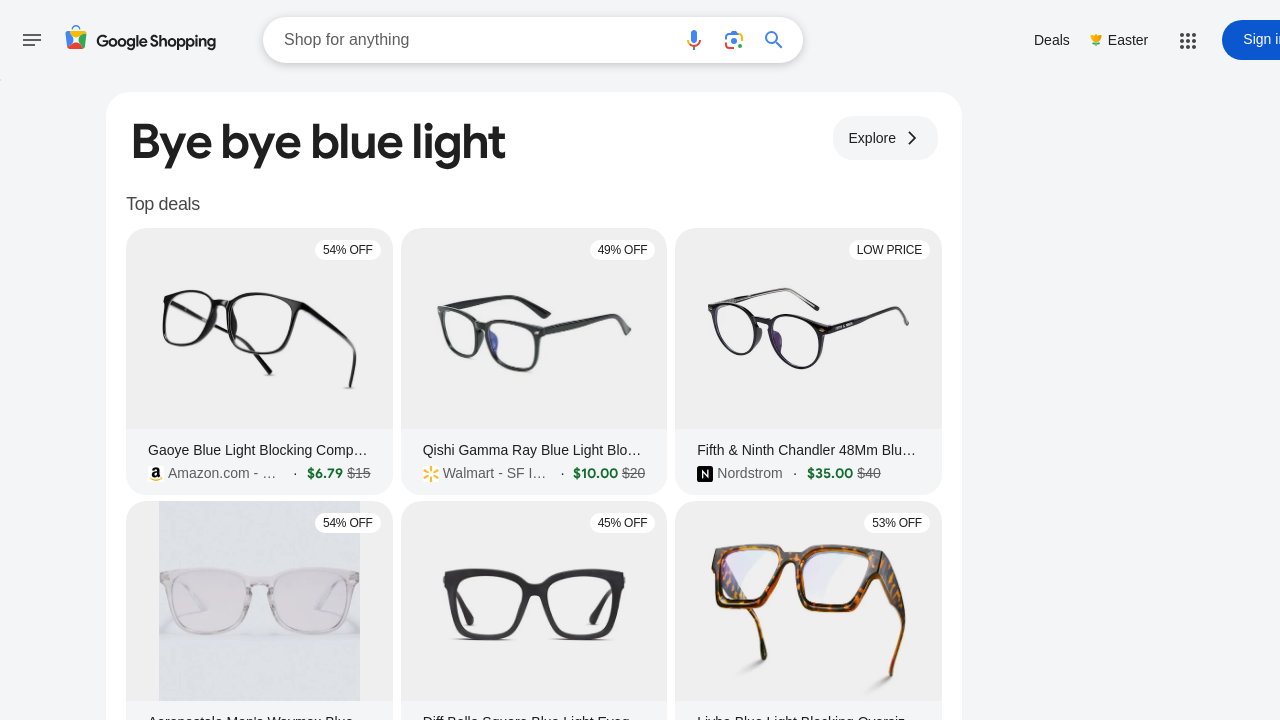 Google Shopping
Shop for anything
Deals
Easter
Sign i
Bye bye blue light
Explore
Top deals
54% OFF
49% OFF
LOW PRICE
Gaoye Blue Light Blocking Comp…
Amazon.com - … · $6.79 $15
Qishi Gamma Ray Blue Light Blo…
Walmart - SF I… · $10.00 $20
Fifth & Ninth Chandler 48Mm Blu…
Nordstrom · $35.00 $40
54% OFF
45% OFF
53% OFF